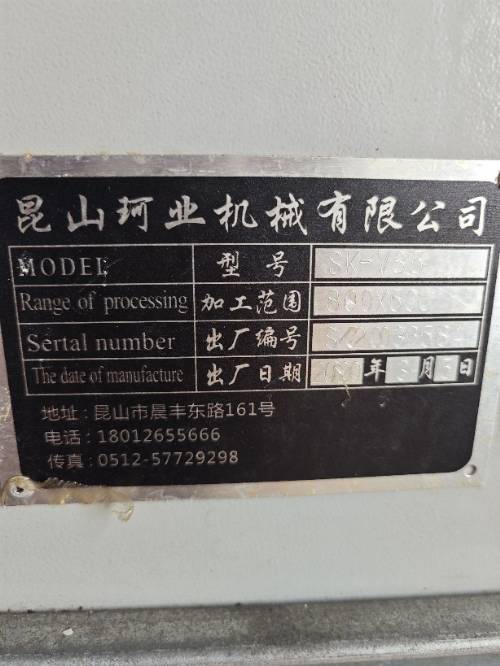 昆山珂业机械有限公司
MODEL 型号
Range of processing 加工范围
Sertal number 出厂编号
The date of manufacture 出厂日期 年 3月 日
地址：昆山市晨丰东路161号
电话：18012655666
传真：0512-57729298